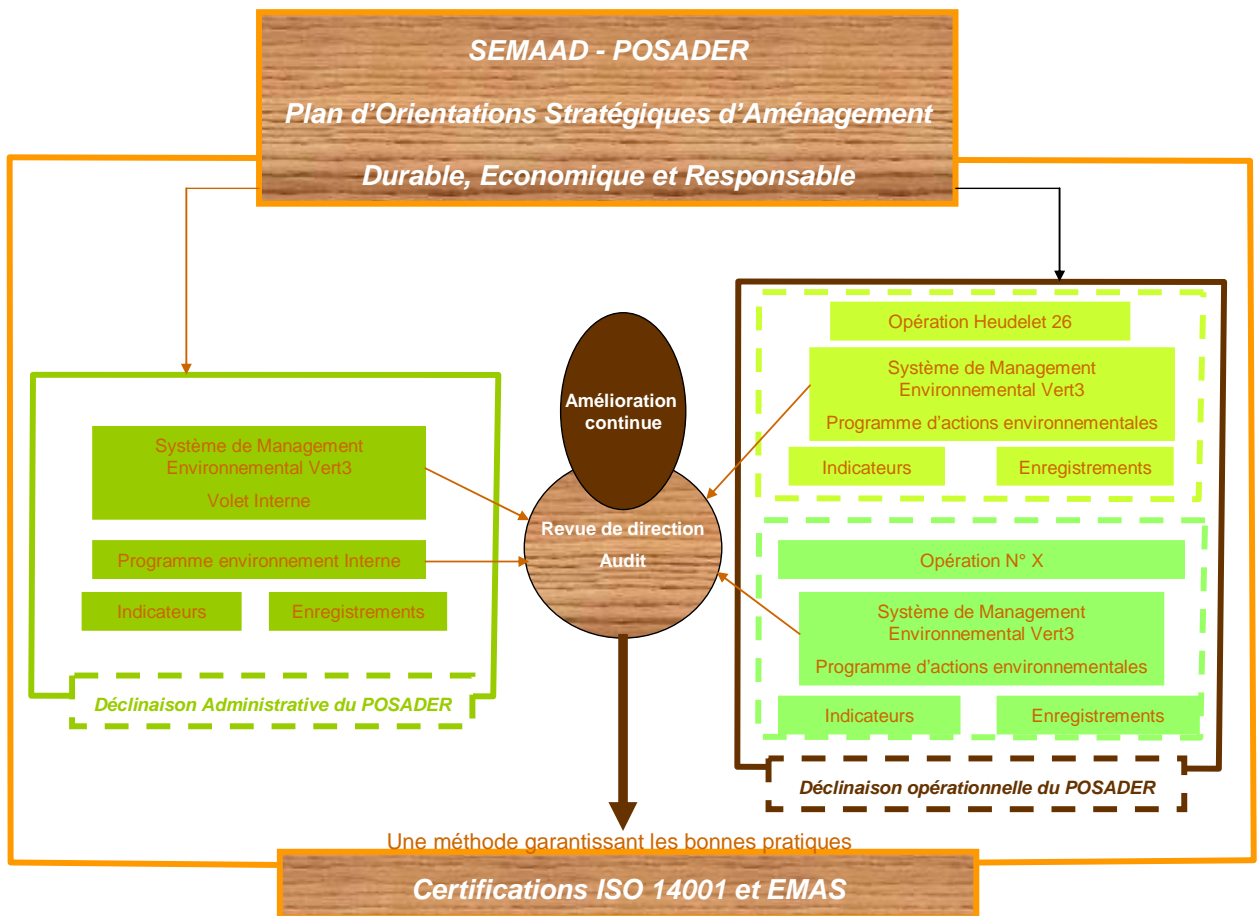 SEMAAD - POSADER
Plan d'Orientations Stratégiques d'Aménagement
Durable, Economique et Responsable
Système de Management
Environnemental Vert3
Volet Interne
Programme environnement Interne
Indicateurs
Enregistrements
Déclinaison Administrative du POSADER
Amélioration
continue
Revue de direction
Audit
Opération Heudelet 26
Système de Management
Environnemental Vert3
Programme d'actions environnementales
Indicateurs
Enregistrements
Opération N° X
Système de Management
Environnemental Vert3
Programme d'actions environnementales
Indicateurs
Enregistrements
Déclinaison opérationnelle du POSADER
Une méthode garantissant les bonnes pratiques
Certifications ISO 14001 et EMAS